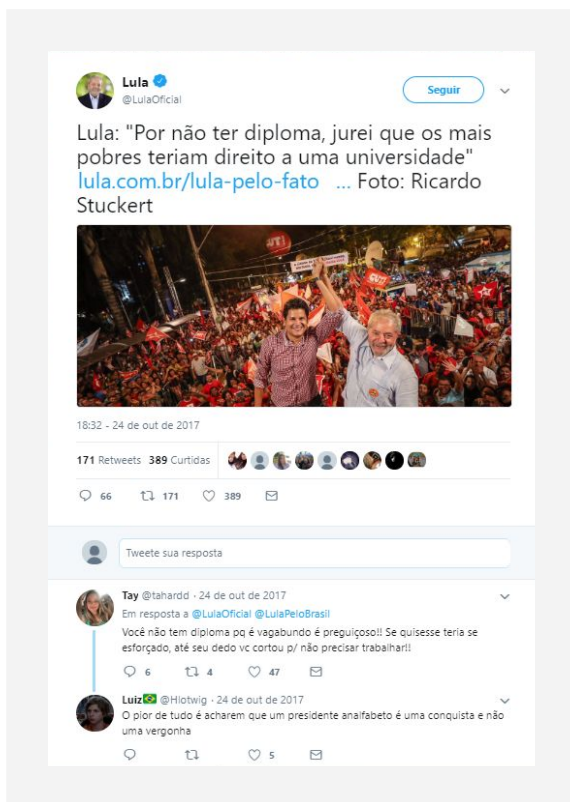 Lula
@LulaOficial
Seguir
Lula: "Por não ter diploma, jurei que os mais
pobres teriam direito a uma universidade"
lula.com.br/lula-pelo-fato ... Foto: Ricardo
Stuckert
CUT
18:32 - 24 de out de 2017
171 Retweets 389 Curtidas
66 171 389
Tweete sua resposta
Tay @tahardd · 24 de out de 2017
Em resposta a @LulaOficial @LulaPeloBrasil
Você não tem diploma pq é vagabundo é preguiçoso!! Se quisesse teria se
esforçado, até seu dedo vc cortou p/ não precisar trabalhar!!
6 4 47
Luiz @Hlotwig · 24 de out de 2017
O pior de tudo é acharem que um presidente analfabeto é uma conquista e não
uma vergonha
5